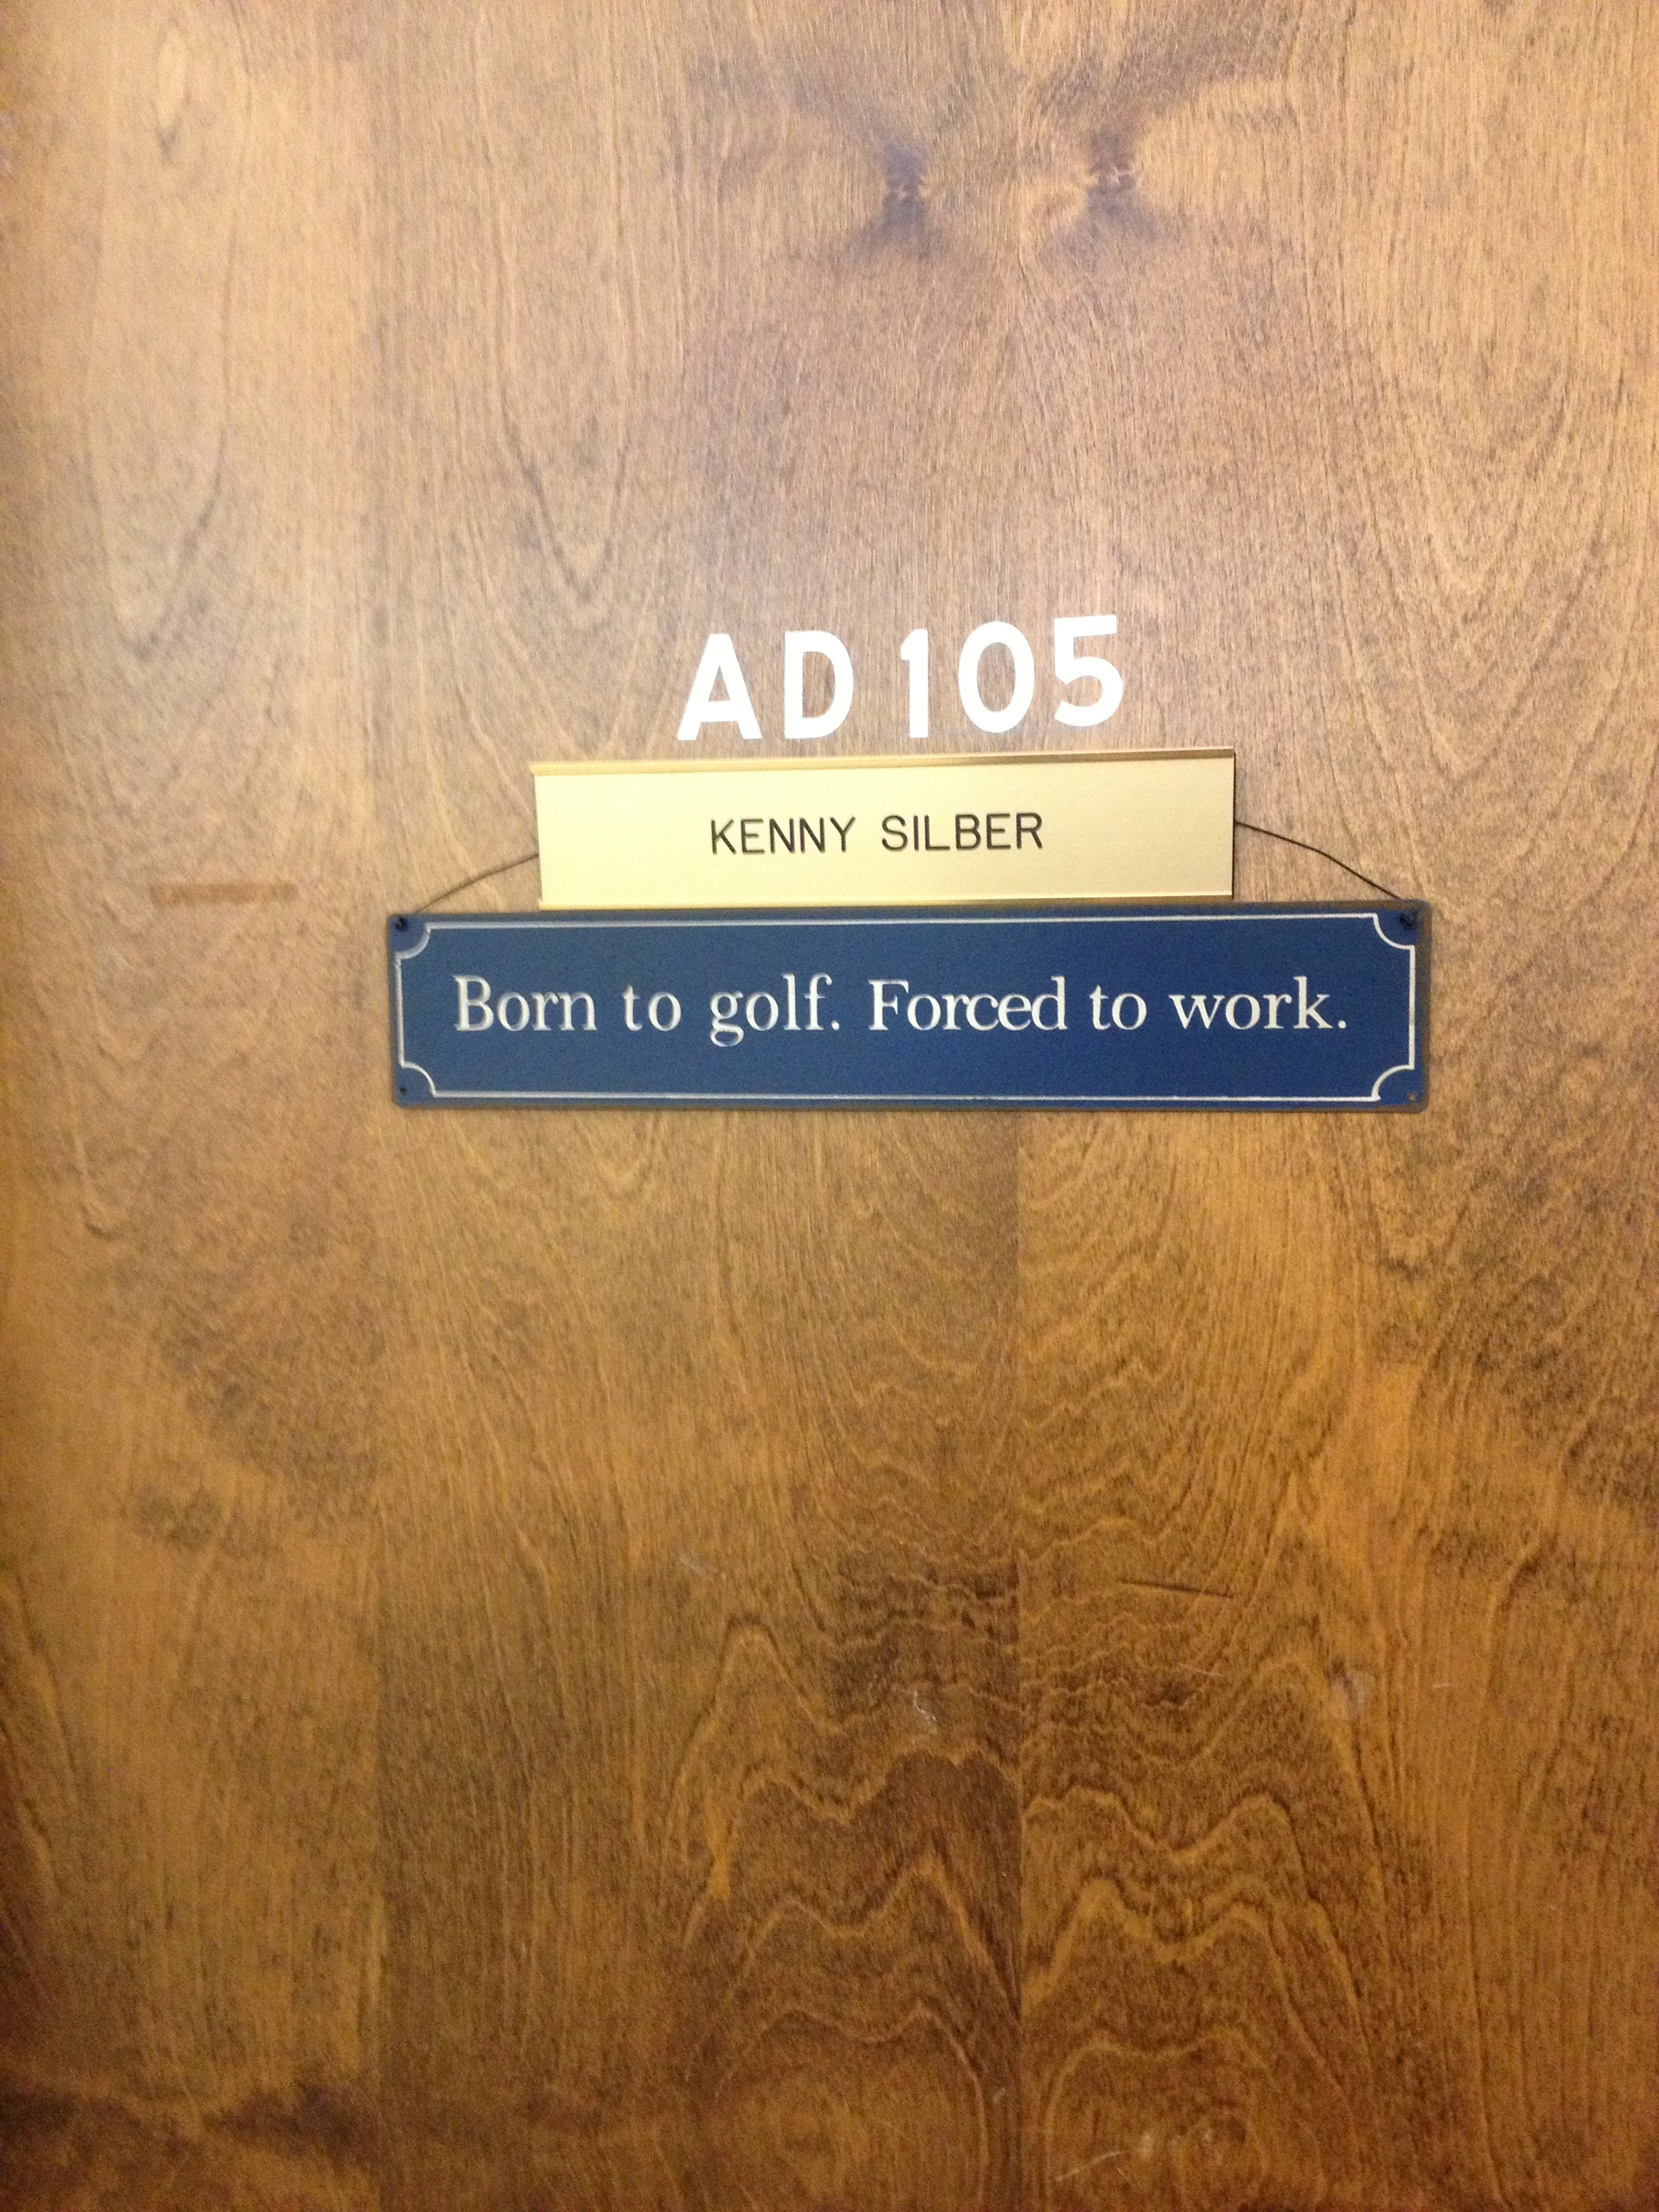 AD 105
KENNY SILBER
Born to golf. Forced to work.